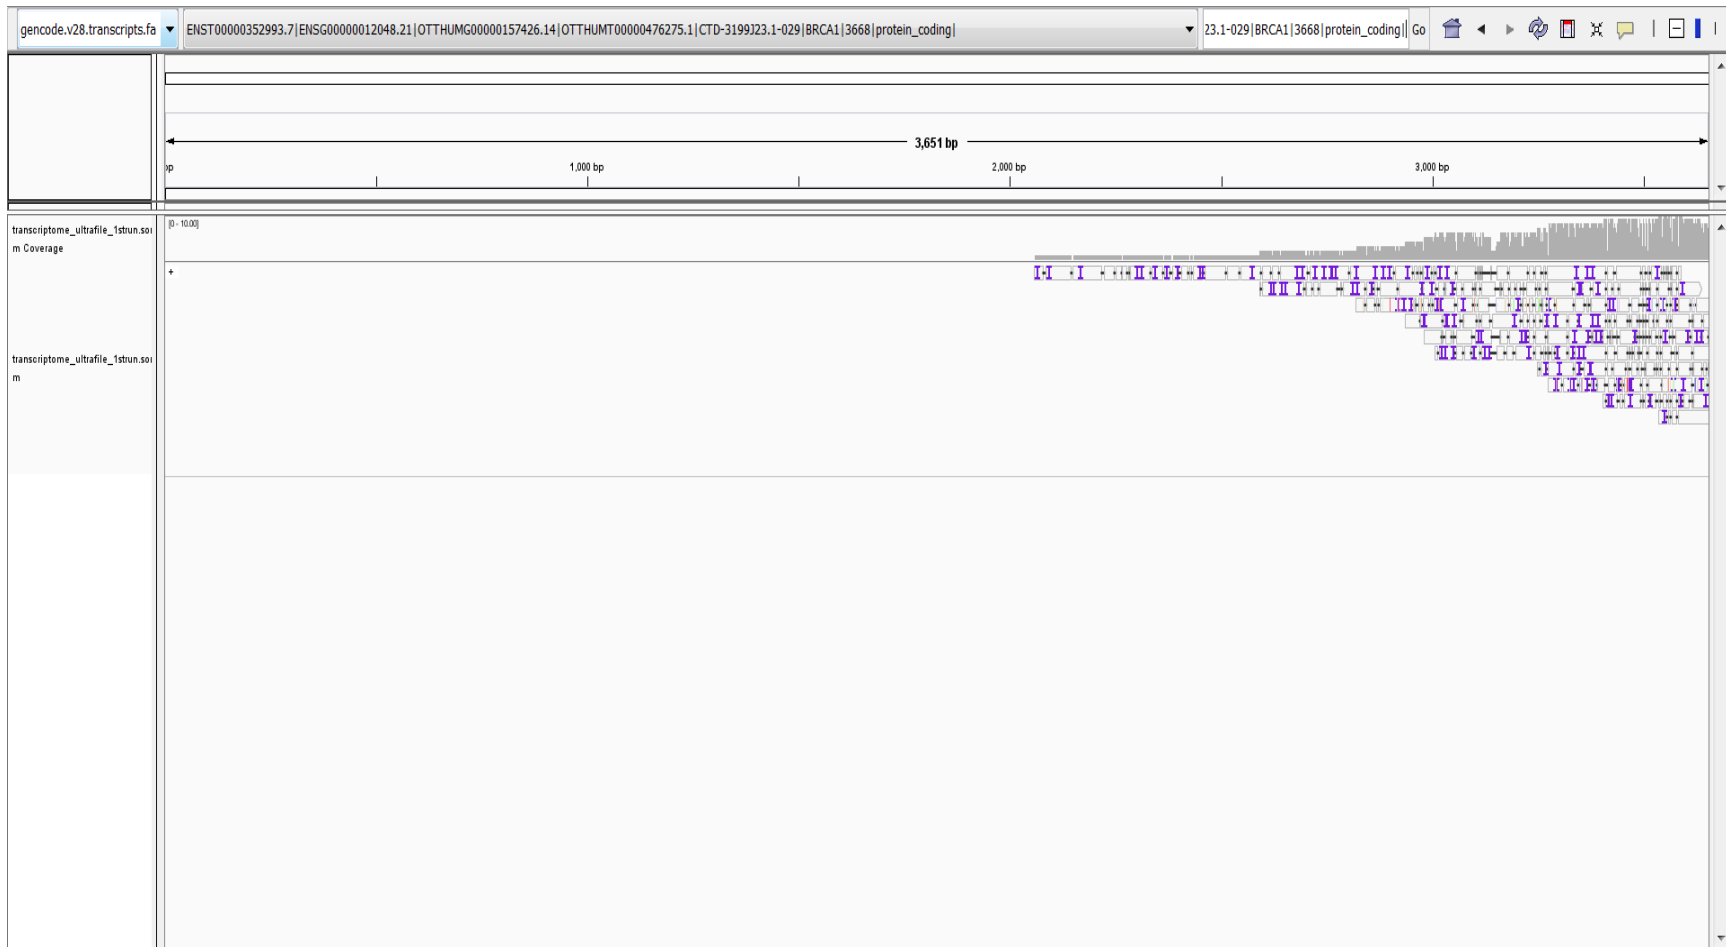 gencode.v28.transcripts.fa
ENST00000352993.7|ENSG00000012048.21|OTTHUMG00000157426.14|OTTHUMT00000476275.1|CTD-3199J23.1-029|BRCA1|3668|protein_coding|
23.1-029|BRCA1|3668|protein_coding|
Go
3,651 bp
1,000 bp
2,000 bp
3,000 bp
transcriptome_ultrafile_1strun.so
m Coverage
[0 - 10.00]
+
transcriptome_ultrafile_1strun.so
m